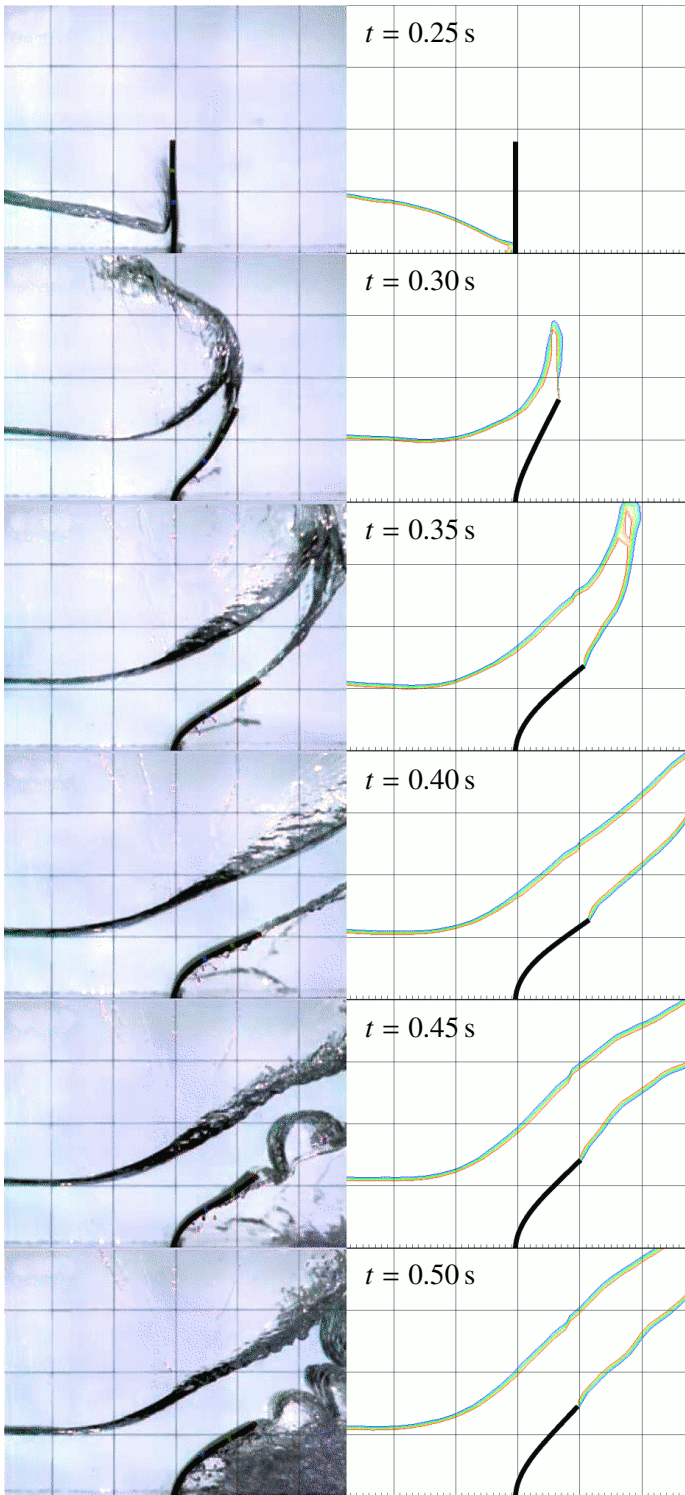 t = 0.25 s
t = 0.30 s
t = 0.35 s
t = 0.40 s
t = 0.45 s
t = 0.50 s